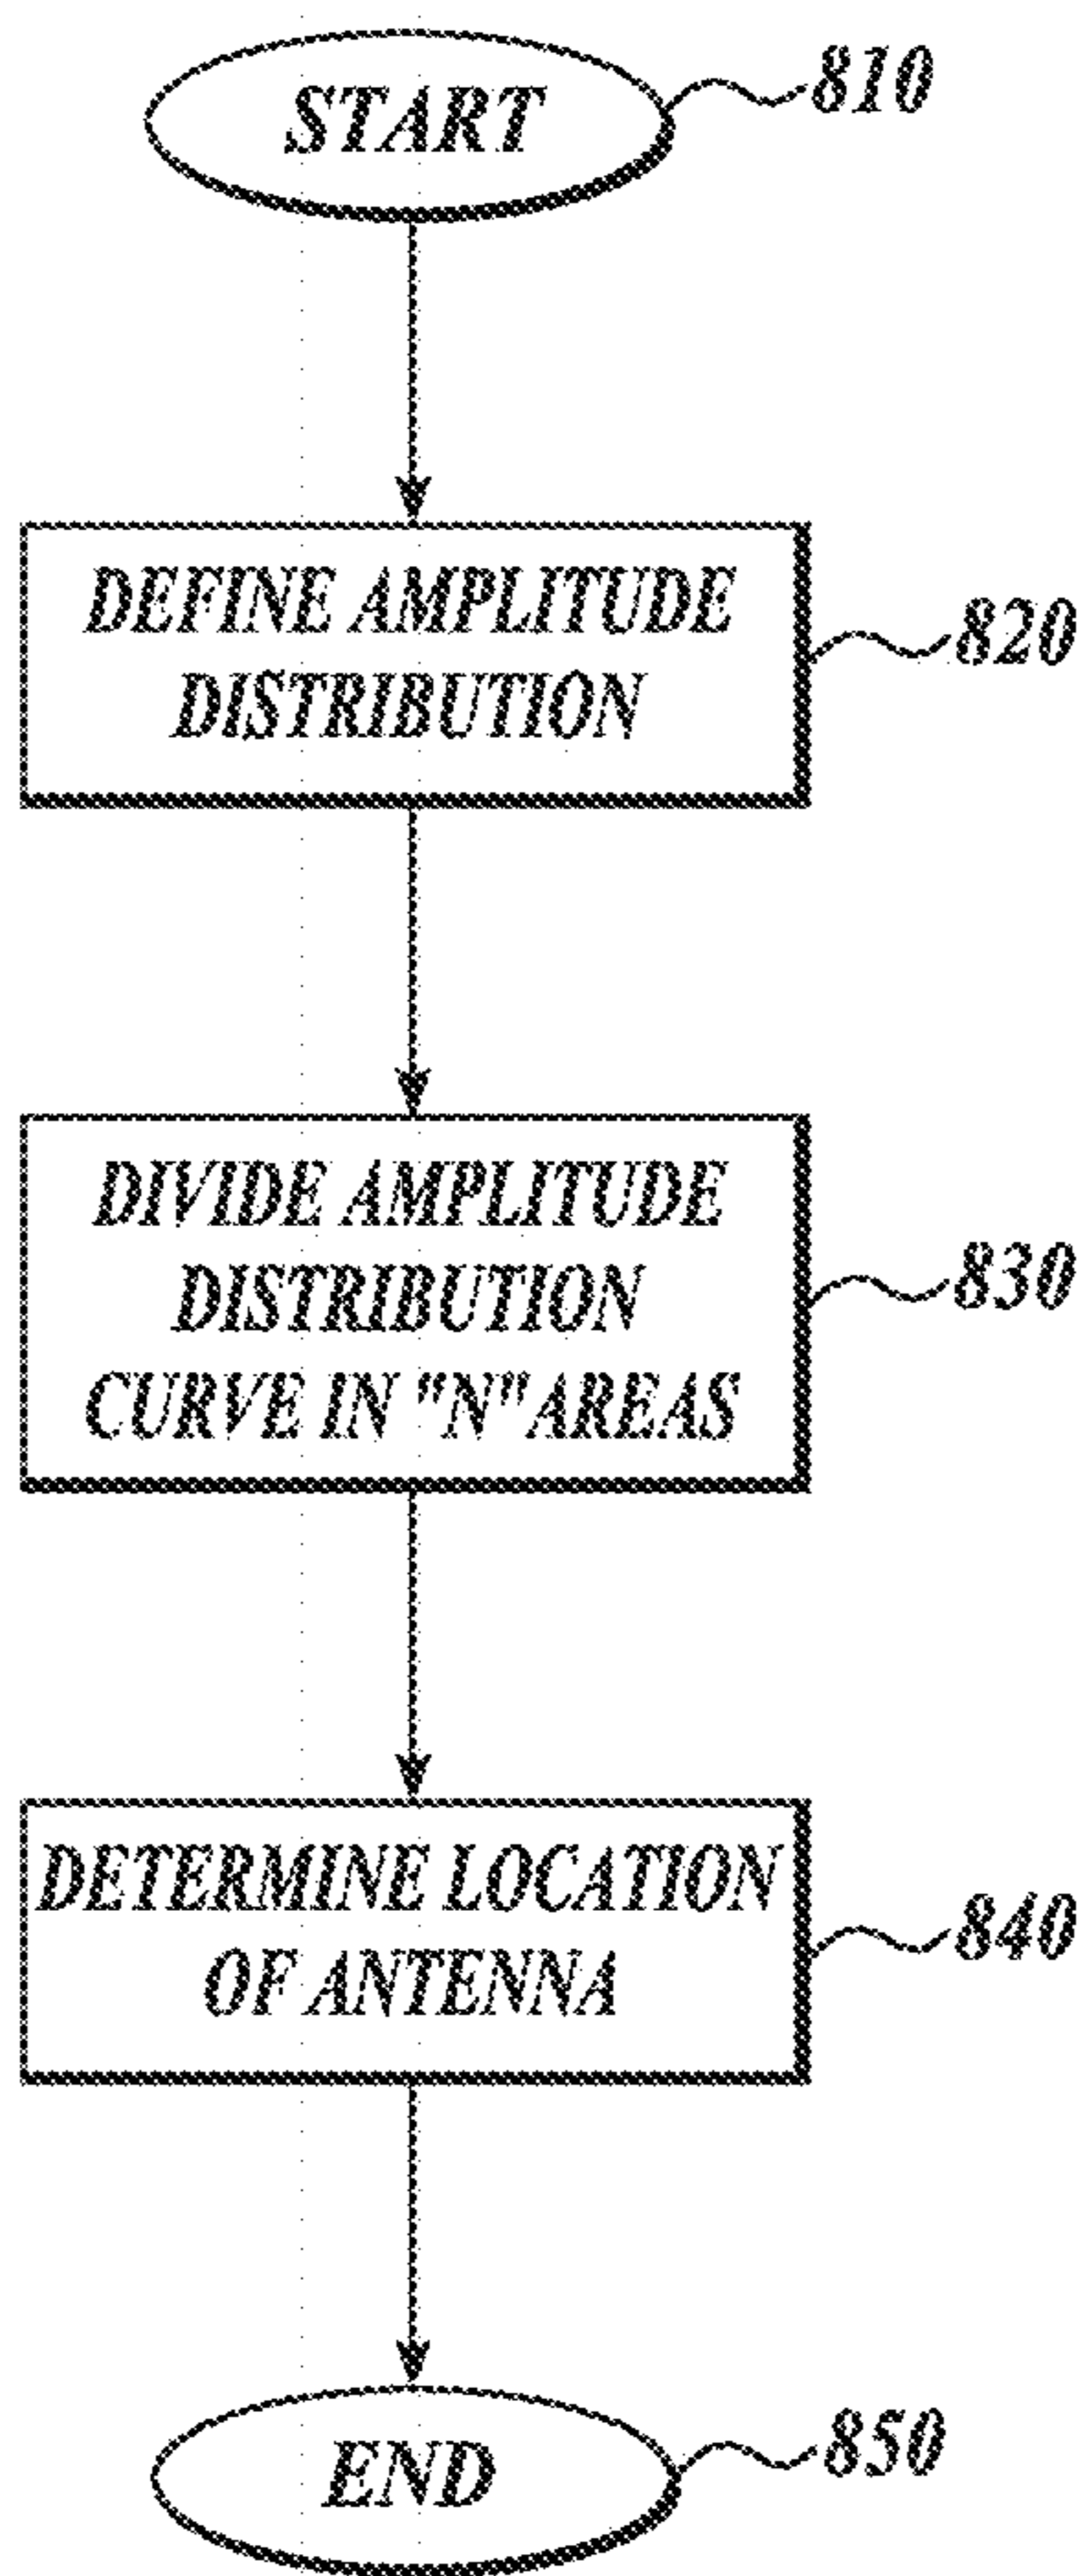 START
810
DEFINE AMPLITUDE
DISTRIBUTION
820
DIVIDE AMPLITUDE
DISTRIBUTION
CURVE IN "N" AREAS
830
DETERMINE LOCATION
OF ANTENNA
840
END
850